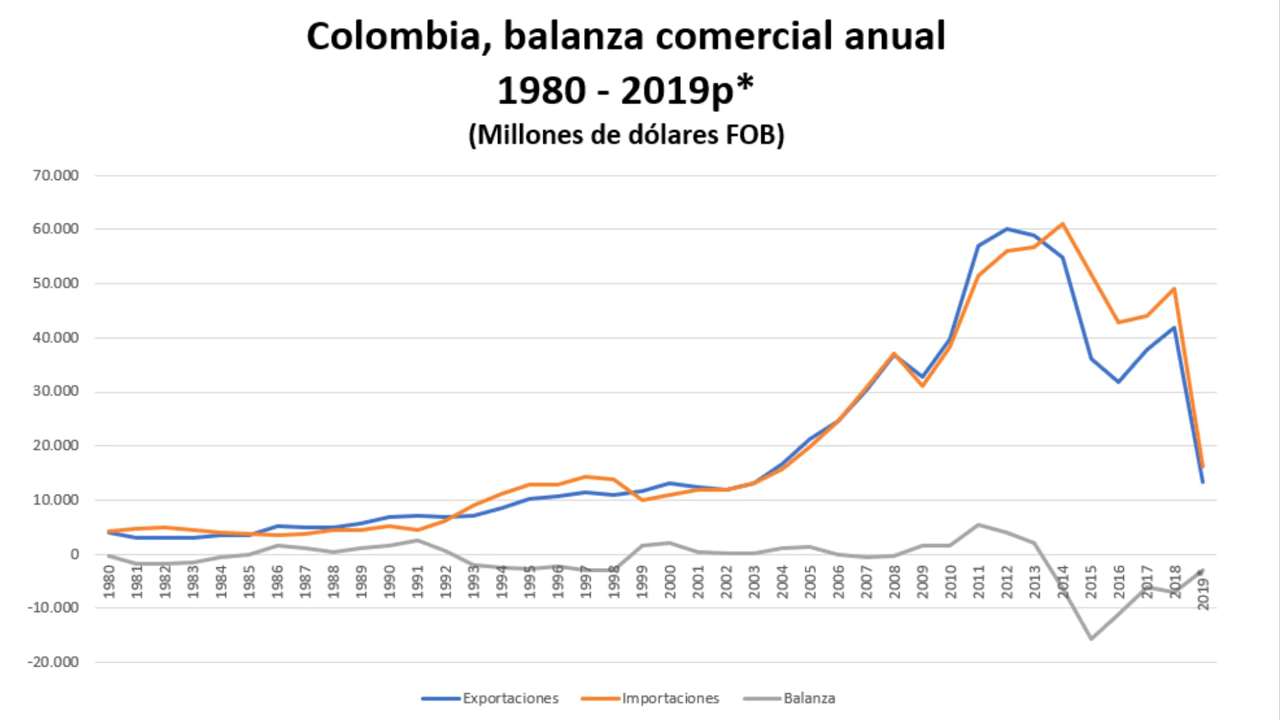 Colombia, balanza comercial anual
1980 - 2019p*
(Millones de dólares FOB)
70.000
60.000
50.000
40.000
30.000
20.000
10.000
0
-10.000
-20.000
1980 1981 1982 1983 1984 1985 1986 1987 1988 1989 1990 1991 1992 1993 1994 1995 1996 1997 1998 1999 2000 2001 2002 2003 2004 2005 2006 2007 2008 2009 2010 2011 2012 2013 2014 2015 2016 2017 2018 2019*
Exportaciones Importaciones Balanza